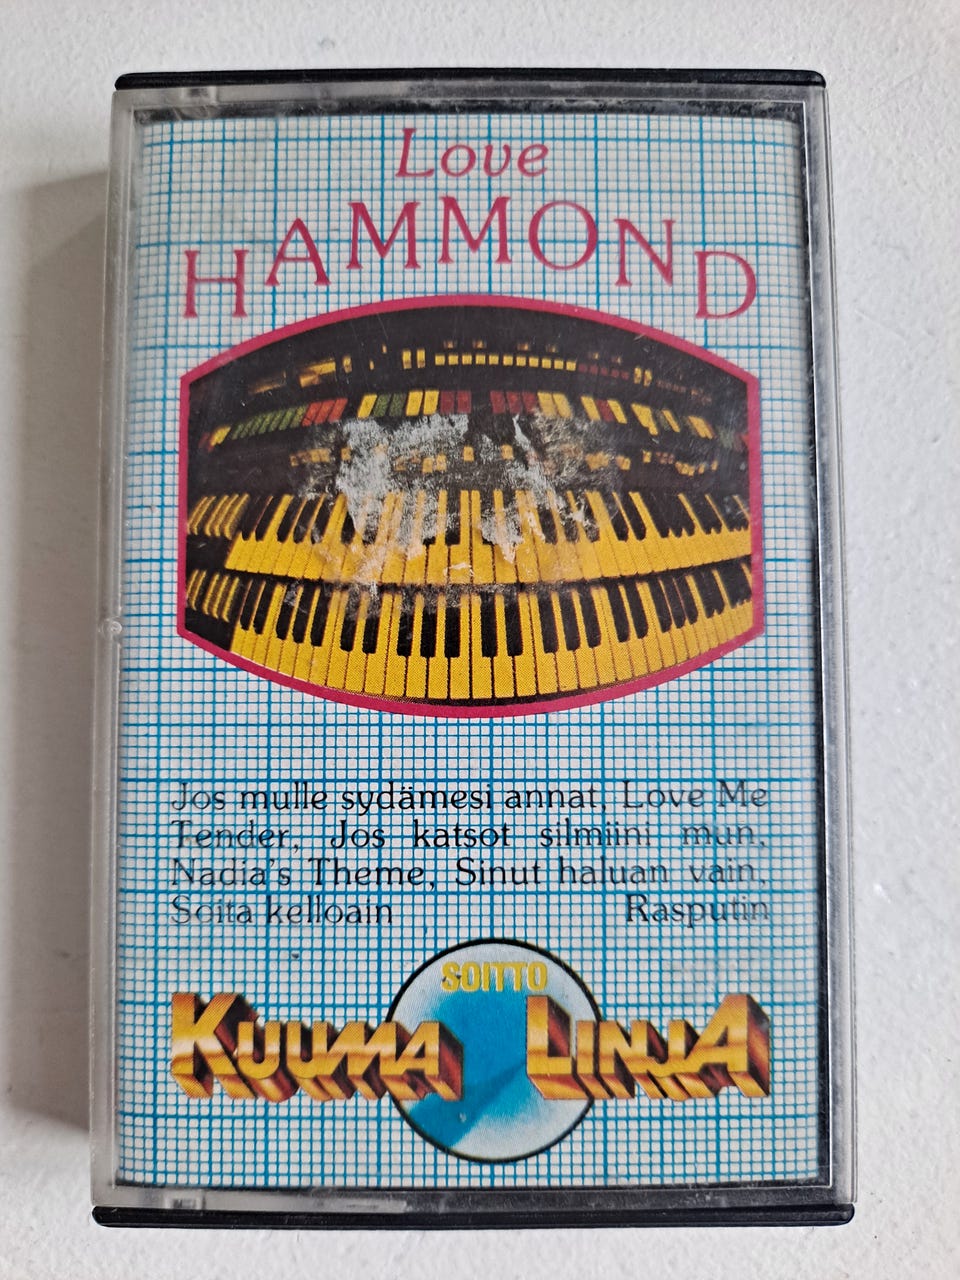 Love
HAMMOND
Jos mulle sydämesi annat, Love Me
Tender, Jos katsot silmiini mun,
Nadia's Theme, Sinut haluan vain,
Soita kelloain Rasputin
SOITTO
KUUMA LINJA